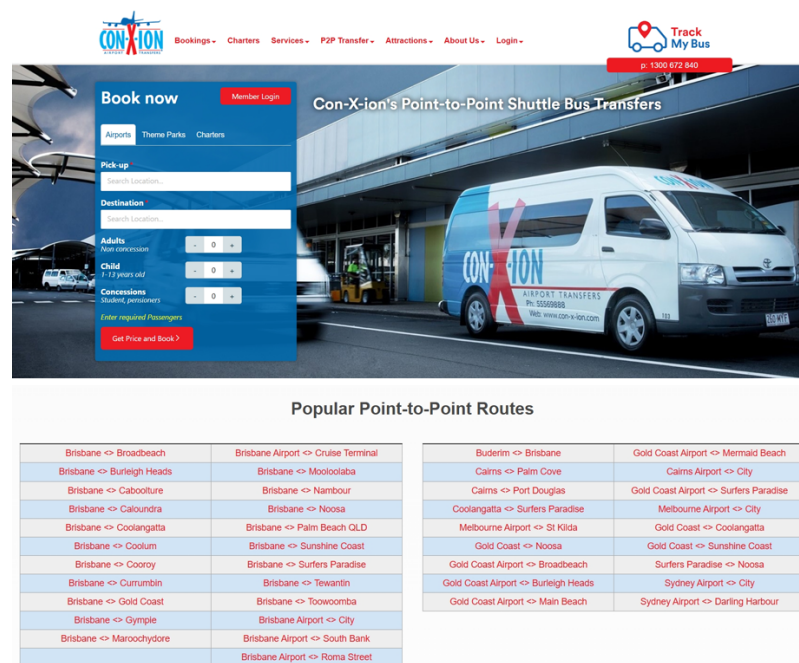 CON-X-ION
AIRPORT TRANSFERS
Bookings
Charters
Services
P2P Transfer
Attractions
About Us
Login
Track
My Bus
p: 1300 672 840
Book now
Member Login
Con-X-ion's Point-to-Point Shuttle Bus Transfers
Airports Theme Parks Charters
Pick-up *
Search Location...
Destination *
Search Location...
Adults
Non concession
- 0 +
Child
1-13 years old
- 0 +
Concessions
Student, pensioners
- 0 +
Enter required Passengers
Get Price and Book >
CON-X-ION
CON-X-ION
AIRPORT TRANSFERS
Ph: 55569888
Web: www.con-x-ion.com
103
Popular Point-to-Point Routes
Brisbane <> Broadbeach
Brisbane Airport <> Cruise Terminal
Brisbane <> Burleigh Heads
Brisbane <> Mooloolaba
Brisbane <> Caboolture
Brisbane <> Nambour
Brisbane <> Caloundra
Brisbane <> Noosa
Brisbane <> Coolangatta
Brisbane <> Palm Beach QLD
Brisbane <> Coolum
Brisbane <> Sunshine Coast
Brisbane <> Cooroy
Brisbane <> Surfers Paradise
Brisbane <> Currumbin
Brisbane <> Tewantin
Brisbane <> Gold Coast
Brisbane <> Toowoomba
Brisbane <> Gympie
Brisbane Airport <> City
Brisbane <> Maroochydore
Brisbane Airport <> South Bank
Brisbane Airport <> Roma Street
Buderim <> Brisbane
Gold Coast Airport <> Mermaid Beach
Cairns <> Palm Cove
Cairns Airport <> City
Cairns <> Port Douglas
Gold Coast Airport <> Surfers Paradise
Coolangatta <> Surfers Paradise
Melbourne Airport <> City
Melbourne Airport <> St Kilda
Gold Coast <> Coolangatta
Gold Coast <> Noosa
Gold Coast <> Sunshine Coast
Gold Coast Airport <> Broadbeach
Surfers Paradise <> Noosa
Gold Coast Airport <> Burleigh Heads
Sydney Airport <> City
Gold Coast Airport <> Main Beach
Sydney Airport <> Darling Harbour